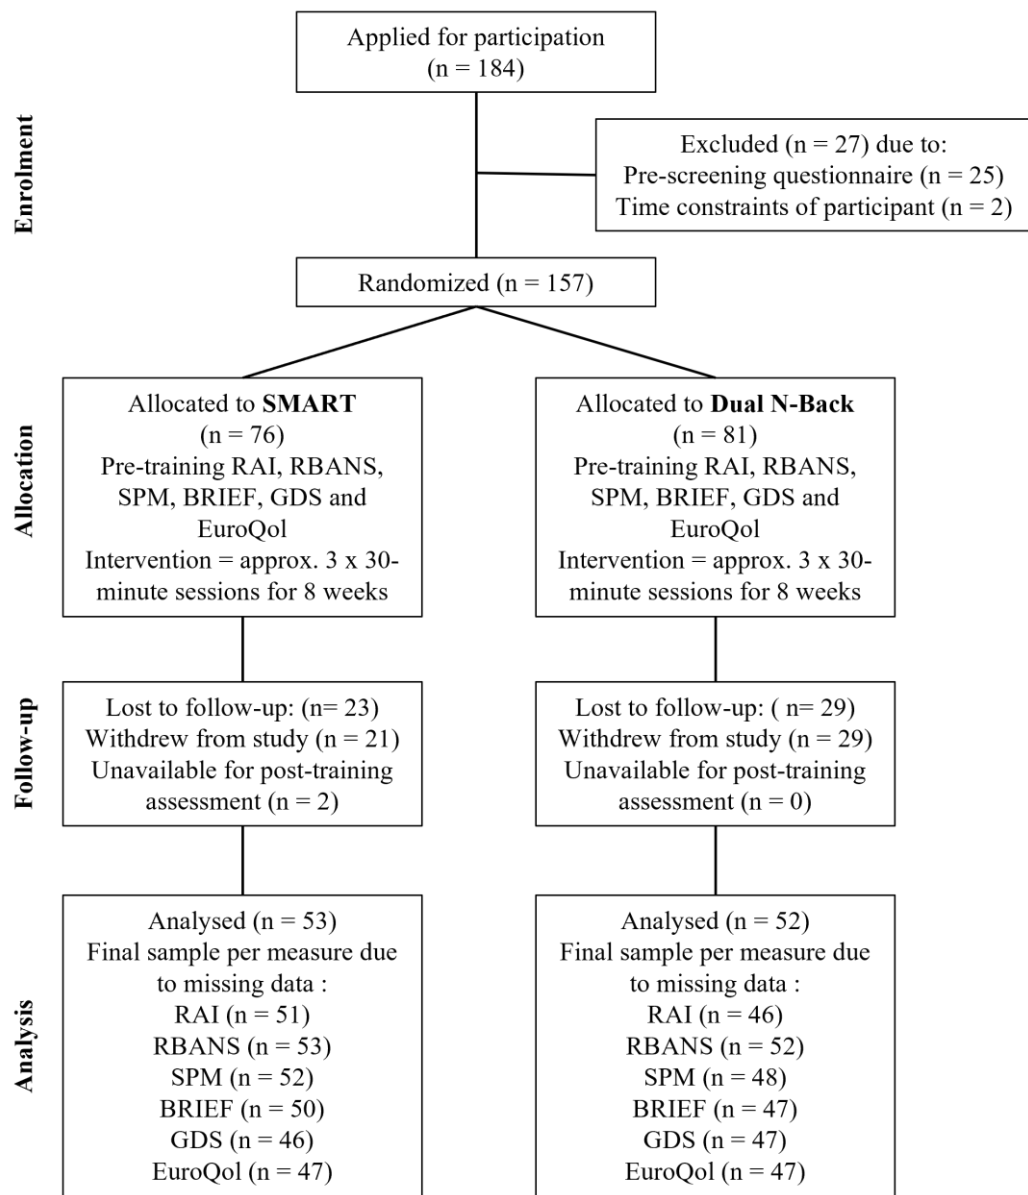 Applied for participation
(n = 184)
Enrolment
Excluded (n = 27) due to:
Pre-screening questionnaire (n = 25)
Time constraints of participant (n = 2)
Randomized (n = 157)
Allocation
Allocated to SMART
(n = 76)
Pre-training RAI, RBANS,
SPM, BRIEF, GDS and
EuroQol
Intervention = approx. 3 x 30-
minute sessions for 8 weeks
Allocated to Dual N-Back
(n = 81)
Pre-training RAI, RBANS,
SPM, BRIEF, GDS and
EuroQol
Intervention = approx. 3 x 30-
minute sessions for 8 weeks
Follow-up
Lost to follow-up: (n= 23)
Withdrew from study (n = 21)
Unavailable for post-training
assessment (n = 2)
Lost to follow-up: ( n= 29)
Withdrew from study (n = 29)
Unavailable for post-training
assessment (n = 0)
Analysis
Analysed (n = 53)
Final sample per measure due
to missing data :
RAI (n = 51)
RBANS (n = 53)
SPM (n = 52)
BRIEF (n = 50)
GDS (n = 46)
EuroQol (n = 47)
Analysed (n = 52)
Final sample per measure due
to missing data :
RAI (n = 46)
RBANS (n = 52)
SPM (n = 48)
BRIEF (n = 47)
GDS (n = 47)
EuroQol (n = 47)